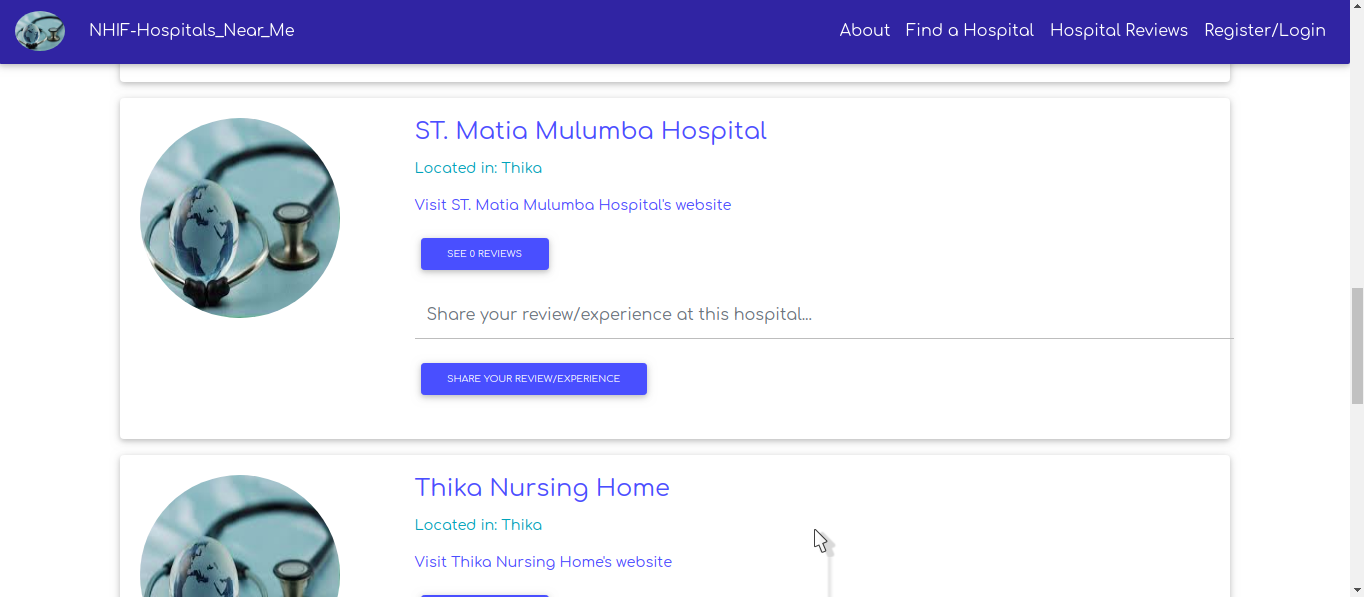 NHIF-Hospitals_Near_Me
About Find a Hospital Hospital Reviews Register/Login
ST. Matia Mulumba Hospital
Located in: Thika
Visit ST. Matia Mulumba Hospital's website
SEE 0 REVIEWS
Share your review/experience at this hospital...
SHARE YOUR REVIEW/EXPERIENCE
Thika Nursing Home
Located in: Thika
Visit Thika Nursing Home's website